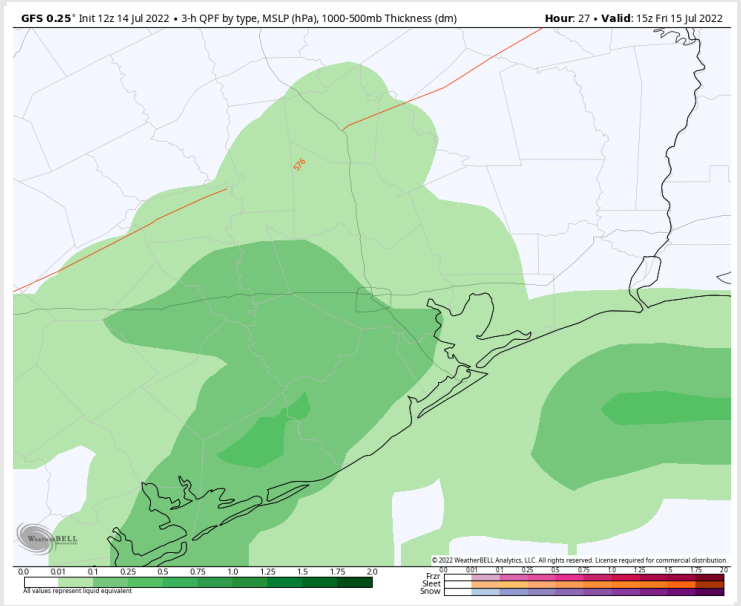 GFS 0.25° Init 12z 14 Jul 2022 • 3-h QPF by type, MSLP (hPa), 1000-500mb Thickness (dm) Hour: 27 • Valid: 15z Fri 15 Jul 2022
576
WeatherBELL
© 2022 WeatherBELL Analytics, LLC. All rights reserved. License required for commercial distribution.
0.0 0.01 0.1 0.25 0.5 0.75 1.0 1.25 1.5 1.75 2.0
All values represent liquid equivalent
0.0 0.01 0.1 0.25 0.5 0.75 1.0 1.25 1.5 1.75 2.0
Frzr
Sleet
Snow